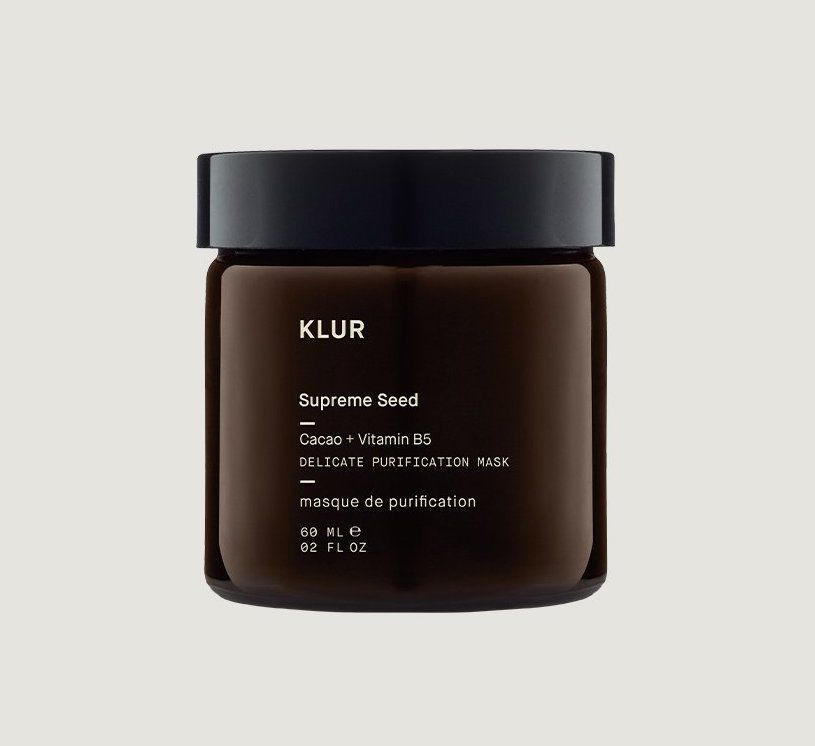 KLUR
Supreme Seed
Cacao + Vitamin B5
DELICATE PURIFICATION MASK
masque de purification
60 ML ℮
02 FL OZ